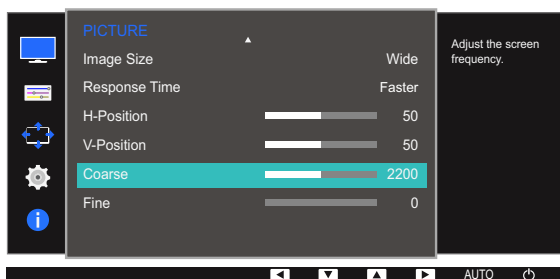 PICTURE
Image Size Wide
Response Time Faster
H-Position 50
V-Position 50
Coarse 2200
Fine 0
Adjust the screen
frequency.
AUTO